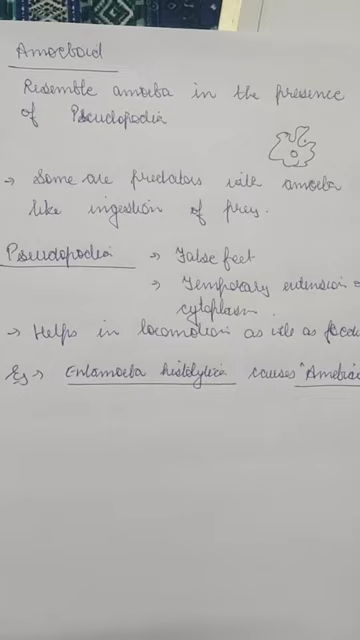 Amoeboid
Resemble amoeba in the presence
of Pseudopodia
→ Some are predators with amoeba
like ingestion of prey.
Pseudopodia → False feet
→ Temporary extension
cytoplasm
→ Helps in locomotion as well as
Eg → Entamoeba histolytica causes "